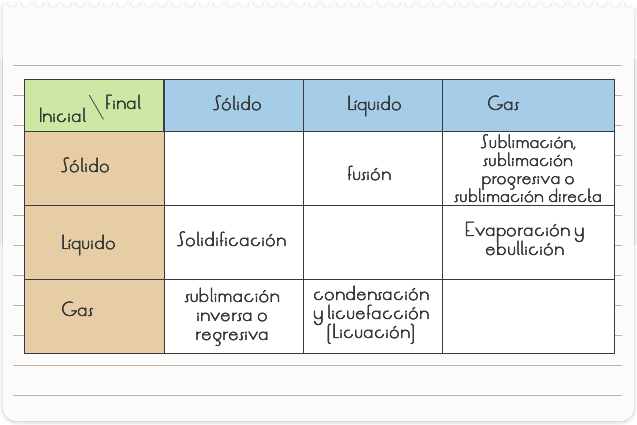 Inicial \ Final
Sólido
Líquido
Gas
Sólido
fusión
Sublimación,
sublimación
progresiva o
sublimación directa
Líquido
Solidificación
Evaporación y
ebullición
Gas
sublimación
inversa o
regresiva
condensación
y licuefacción
(Licuación)